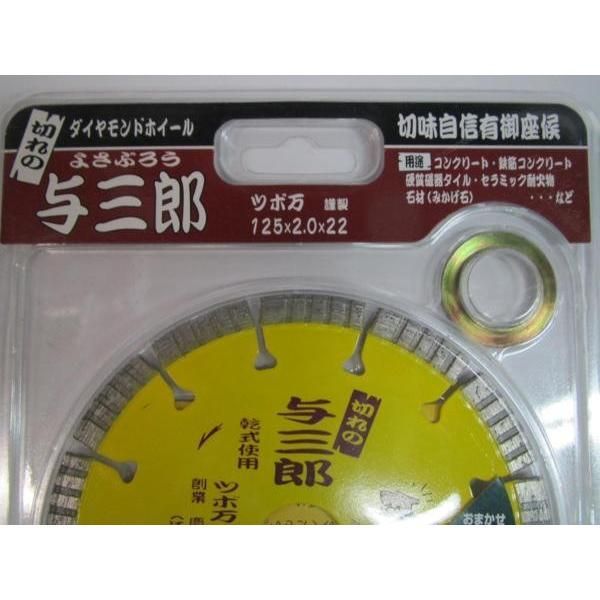 切れの
ダイヤモンドホイール
よさぶろう
与三郎
ツボ万 謹製
125×2.0×22
切味自信有御座候
用途 コンクリート・鉄筋コンクリート
硬質磁器タイル・セラミック耐火物
石材(みかげ石) ・・・など
切れの
与三郎
乾式使用
ツボ万
創業
おまかせ